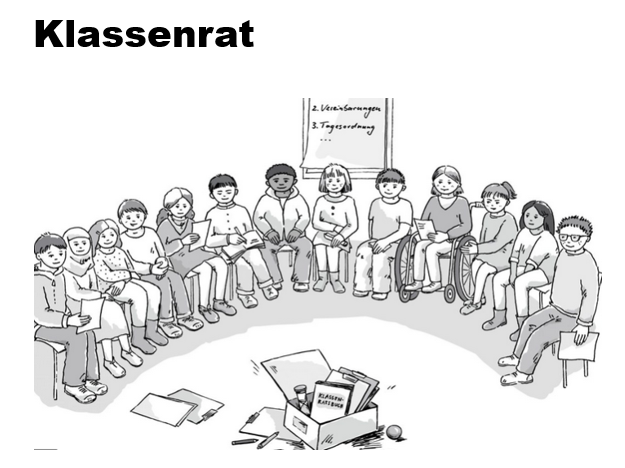 Klassenrat
2. Vereinbarungen
3. Tagesordnung
...
KLASSEN-
RATSBUCH